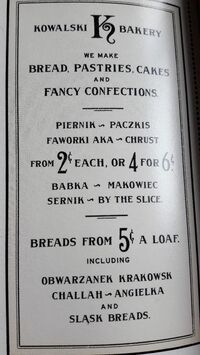 KOWALSKI K BAKERY
WE MAKE
BREAD, PASTRIES, CAKES
AND
FANCY CONFECTIONS.
PIERNIK ~ PACZKIS
FAWORKI AKA ~ CHRUST
FROM 2¢ EACH, OR 4 FOR 6¢.
BABKA ~ MAKOWIEC
SERNIK ~ BY THE SLICE.
BREADS FROM 5¢ A LOAF.
INCLUDING
OBWARZANEK KRAKOWSK
CHALLAH ~ ANGIELKA
AND
SLĄSK BREADS.